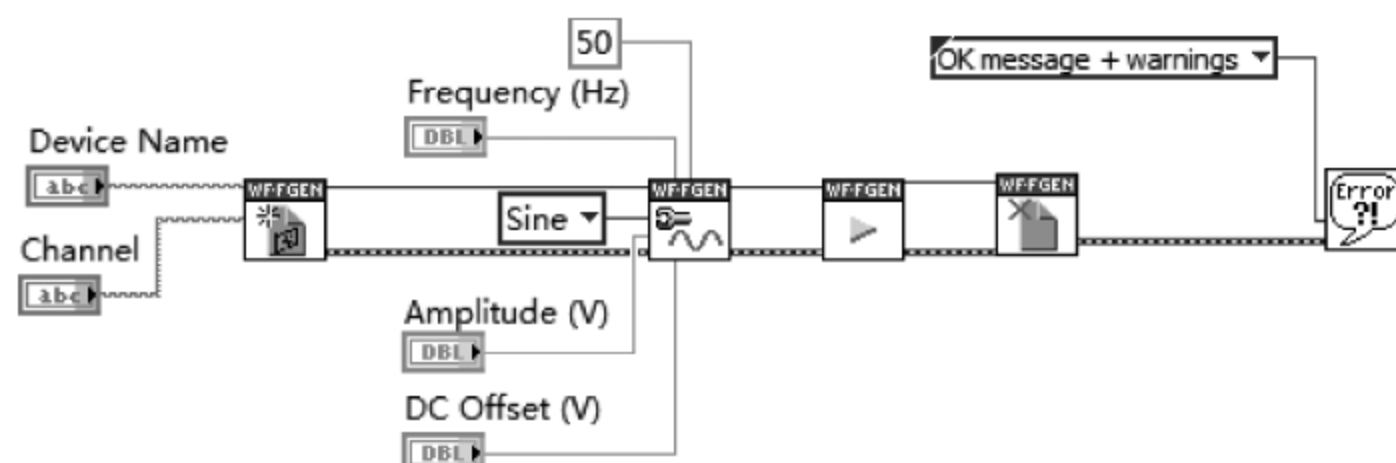 50
OK message + warnings
Frequency (Hz)
DBL
Device Name
abc
WF-FGEN
WF-FGEN
WF-FGEN
WF-FGEN
Error
?!
Sine
Channel
abc
Amplitude (V)
DBL
DC Offset (V)
DBL